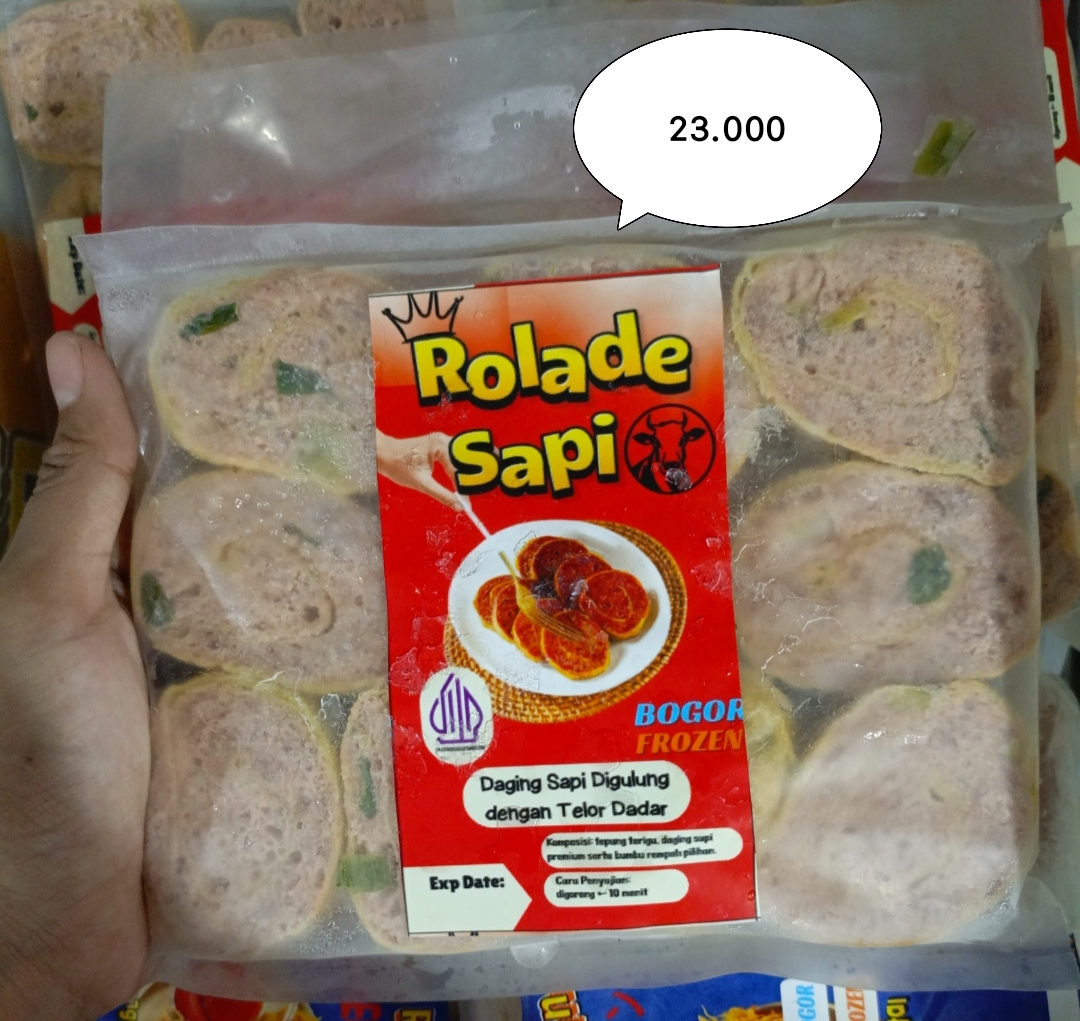 23.000
Rolade
Sapi
BOGOR
FROZEN
Daging Sapi Digulung
dengan Telor Dadar
Komposisi: tepung terigu, daging sapi
premium serta bumbu rempah pilihan.
Exp Date:
Cara Penyajian:
digoreng +- 10 menit